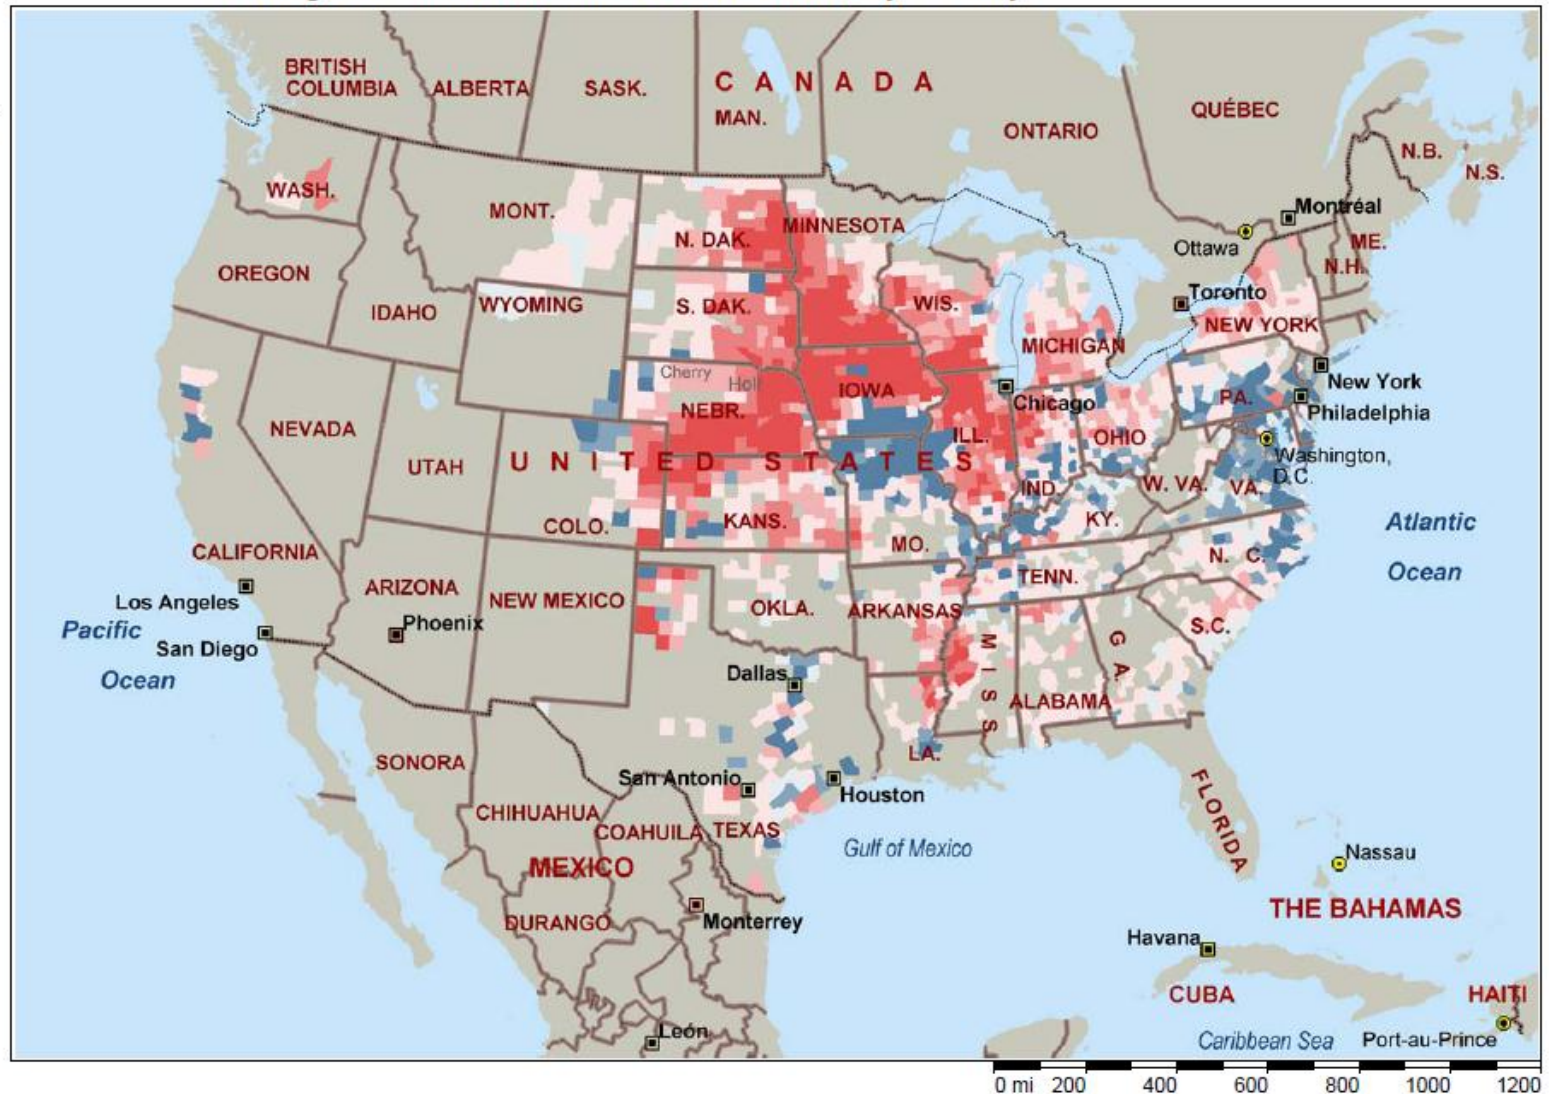 BRITISH
COLUMBIA
ALBERTA
SASK.
CANADA
MAN.
ONTARIO
QUÉBEC
N.B.
N.S.
WASH.
MONT.
N. DAK.
MINNESOTA
Montréal
Ottawa
ME.
N.H.
OREGON
IDAHO
WYOMING
S. DAK.
WIS.
Toronto
NEW YORK
MICHIGAN
Cherry
Holt
IOWA
NEBR.
Chicago
New York
PA.
Philadelphia
NEVADA
UTAH
UNITED STATES
ILL.
OHIO
Washington,
D.C.
IND.
W. VA.
VA.
COLO.
KANS.
KY.
MO.
CALIFORNIA
Atlantic
Ocean
N. C.
ARIZONA
NEW MEXICO
OKLA.
ARKANSAS
TENN.
Los Angeles
Phoenix
Pacific
Ocean
San Diego
S.C.
MISS.
GA.
ALABAMA
Dallas
LA.
SONORA
San Antonio
Houston
CHIHUAHUA
COAHUILA
TEXAS
FLORIDA
Gulf of Mexico
MEXICO
Nassau
THE BAHAMAS
DURANGO
Monterrey
Havana
CUBA
HAITI
León
Caribbean Sea
Port-au-Prince
0 mi 200 400 600 800 1000 1200